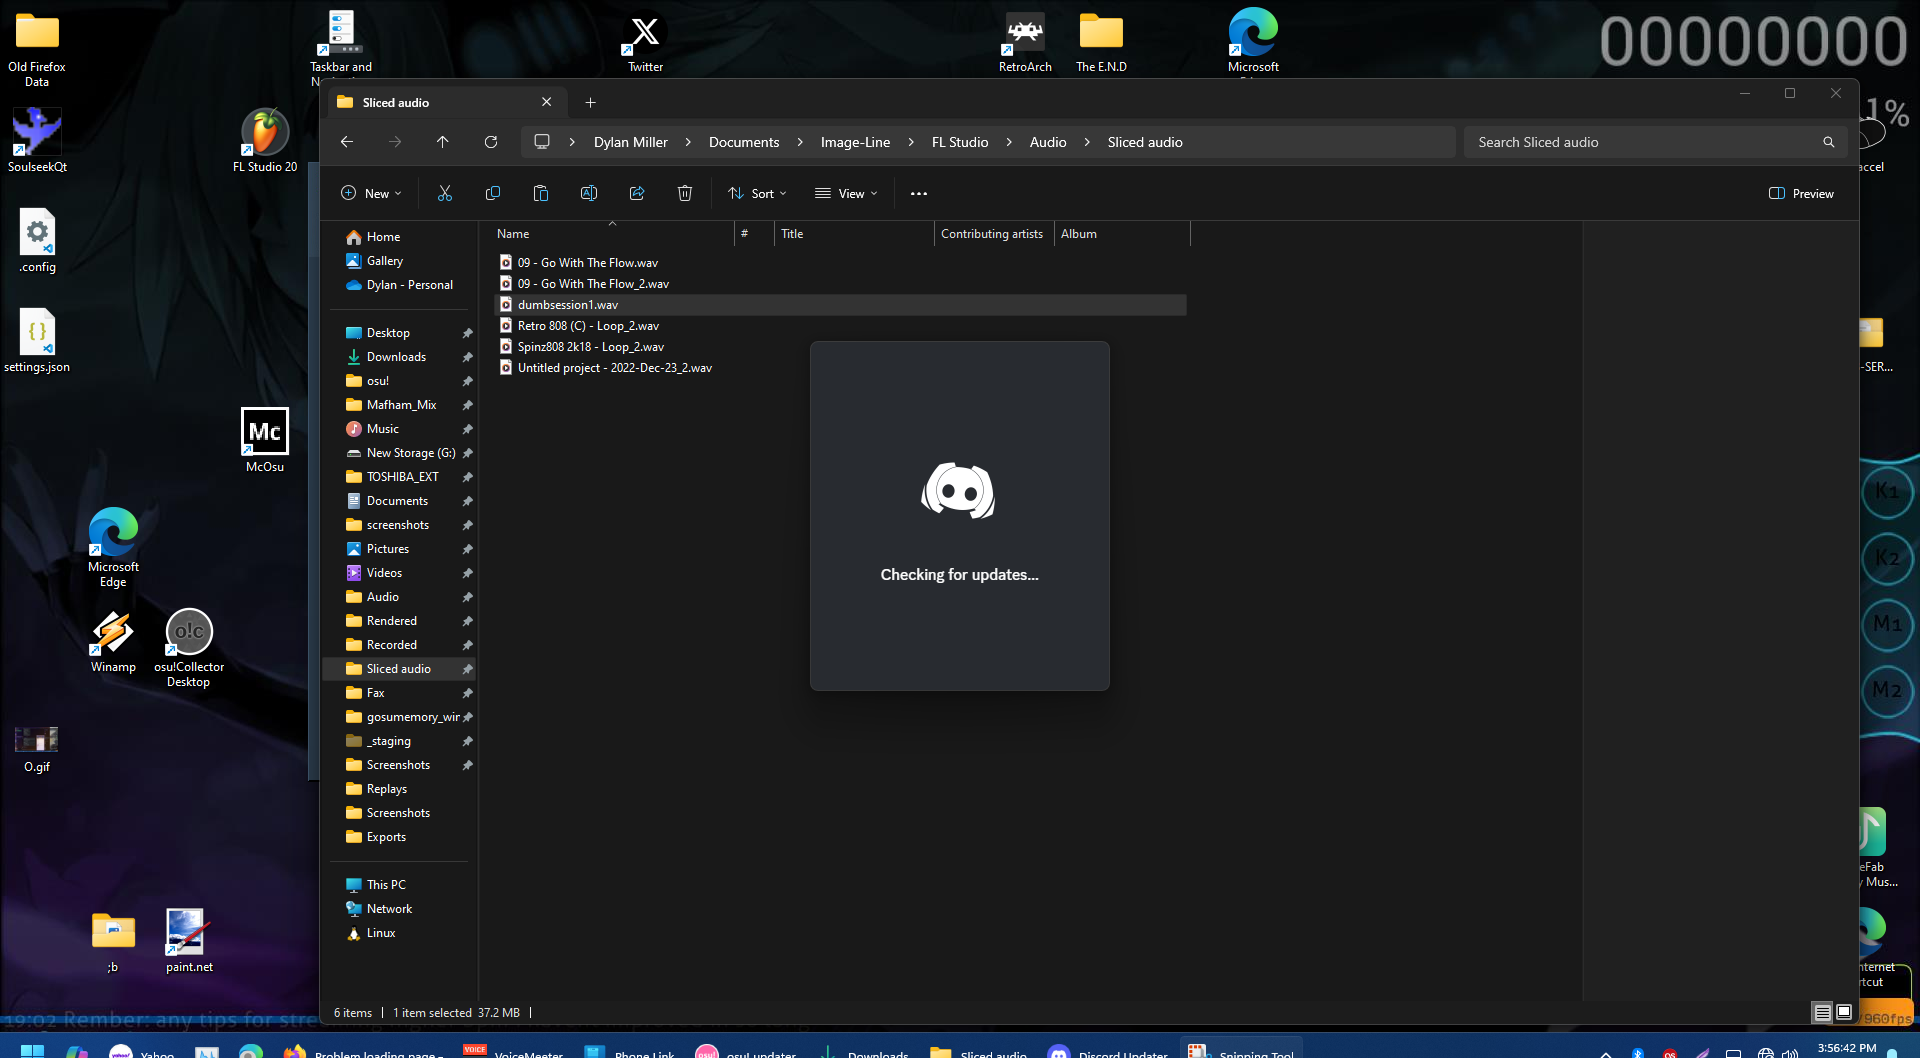 Old Firefox
Data
Taskbar and
Twitter
RetroArch
The E.N.D
Microsoft
00000000
SoulseekQt
FL Studio 20
.config
settings.json
McOsu
Microsoft
Edge
Winamp
osu!Collector
Desktop
O.gif
;b
paint.net
Sliced audio
Dylan Miller
Documents
Image-Line
FL Studio
Audio
Sliced audio
Search Sliced audio
New
Sort
View
Preview
Home
Gallery
Dylan - Personal
Desktop
Downloads
osu!
Mafham_Mix
Music
New Storage (G:)
TOSHIBA_EXT
Documents
screenshots
Pictures
Videos
Audio
Rendered
Recorded
Sliced audio
Fax
gosumemory_wir
_staging
Screenshots
Replays
Screenshots
Exports
This PC
Network
Linux
Name
#
Title
Contributing artists
Album
09 - Go With The Flow.wav
09 - Go With The Flow_2.wav
dumbsession1.wav
Retro 808 (C) - Loop_2.wav
Spinz808 2k18 - Loop_2.wav
Untitled project - 2022-Dec-23_2.wav
Checking for updates...
6 items
1 item selected 37.2 MB
1%
accel
-SER...
K1
K2
M1
M2
eFab
y Mus...
nternet
rtcut
/960fps
19:02 Rember: any tips for
Yahoo
Problem loading page -
VOICE
VoiceMeeter
Phone Link
osu! updater
Downloads
Sliced audio
Discord Updater
Snipping Tool
3:56:42 PM